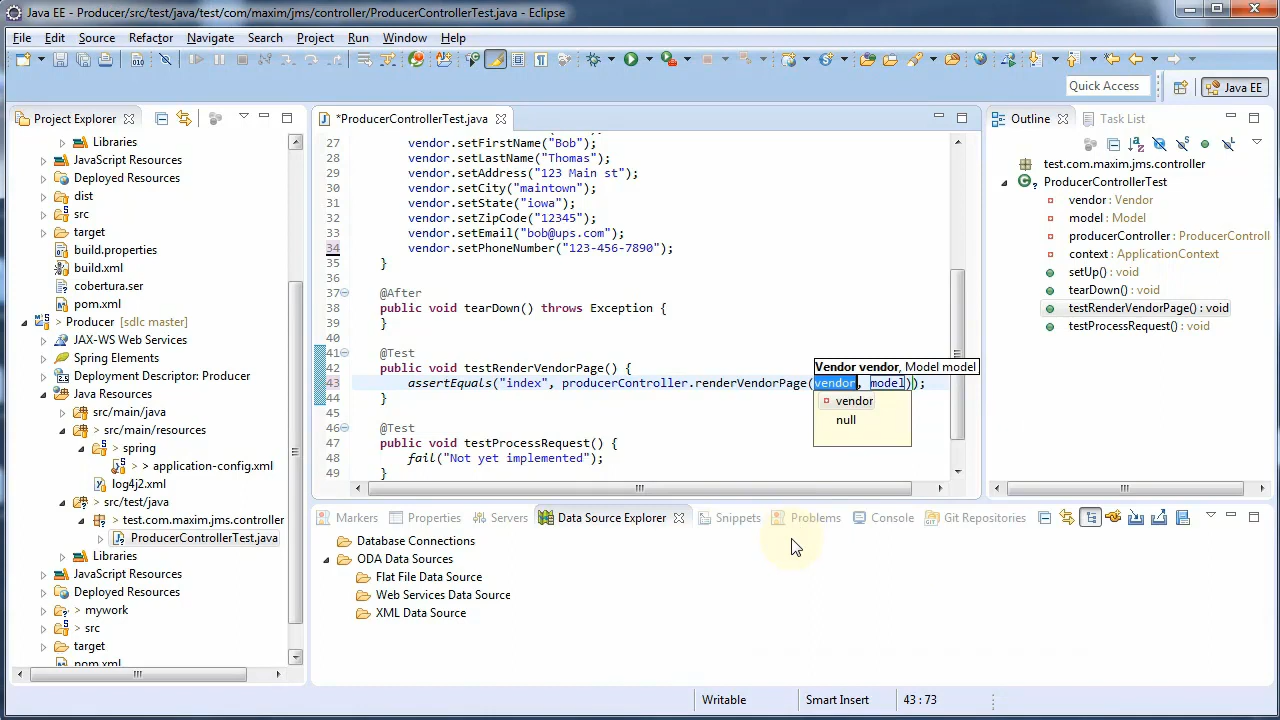 Java EE - Producer/src/test/java/test/com/maxim/jms/controller/ProducerControllerTest.java - Eclipse
File Edit Source Refactor Navigate Search Project Run Window Help
Quick Access
Java EE
Project Explorer
Libraries
JavaScript Resources
Deployed Resources
dist
src
target
build.properties
build.xml
cobertura.ser
pom.xml
> Producer [sdlc master]
JAX-WS Web Services
Spring Elements
Deployment Descriptor: Producer
Java Resources
src/main/java
> src/main/resources
> spring
> application-config.xml
log4j2.xml
> src/test/java
> test.com.maxim.jms.controller
ProducerControllerTest.java
Libraries
JavaScript Resources
Deployed Resources
> mywork
> src
target
pom.xml
*ProducerControllerTest.java
27
28 vendor.setFirstName("Bob");
28 vendor.setLastName("Thomas");
29 vendor.setAddress("123 Main st");
30 vendor.setCity("maintown");
31 vendor.setState("iowa");
32 vendor.setZipCode("12345");
33 vendor.setEmail("bob@ups.com");
34 vendor.setPhoneNumber("123-456-7890");
35 }
36
37 @After
38 public void tearDown() throws Exception {
39 }
40
41 @Test
42 public void testRenderVendorPage() {
43 assertEquals("index", producerController.renderVendorPage(vendor, model));
44 }
45
46 @Test
47 public void testProcessRequest() {
48 fail("Not yet implemented");
49 }
Vendor vendor, Model model
vendor
null
Outline
Task List
test.com.maxim.jms.controller
ProducerControllerTest
vendor : Vendor
model : Model
producerController : ProducerControll
context : ApplicationContext
setUp() : void
tearDown() : void
testRenderVendorPage() : void
testProcessRequest() : void
Markers Properties Servers Data Source Explorer Snippets Problems Console Git Repositories
Database Connections
ODA Data Sources
Flat File Data Source
Web Services Data Source
XML Data Source
Writable Smart Insert 43 : 73